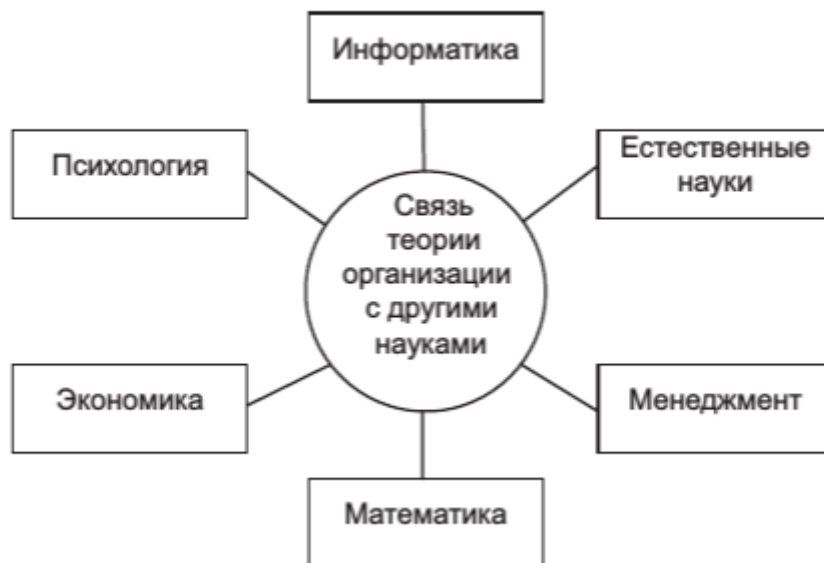 Информатика
Психология
Естественные
науки
Связь
теории
организации
с другими
науками
Экономика
Менеджмент
Математика